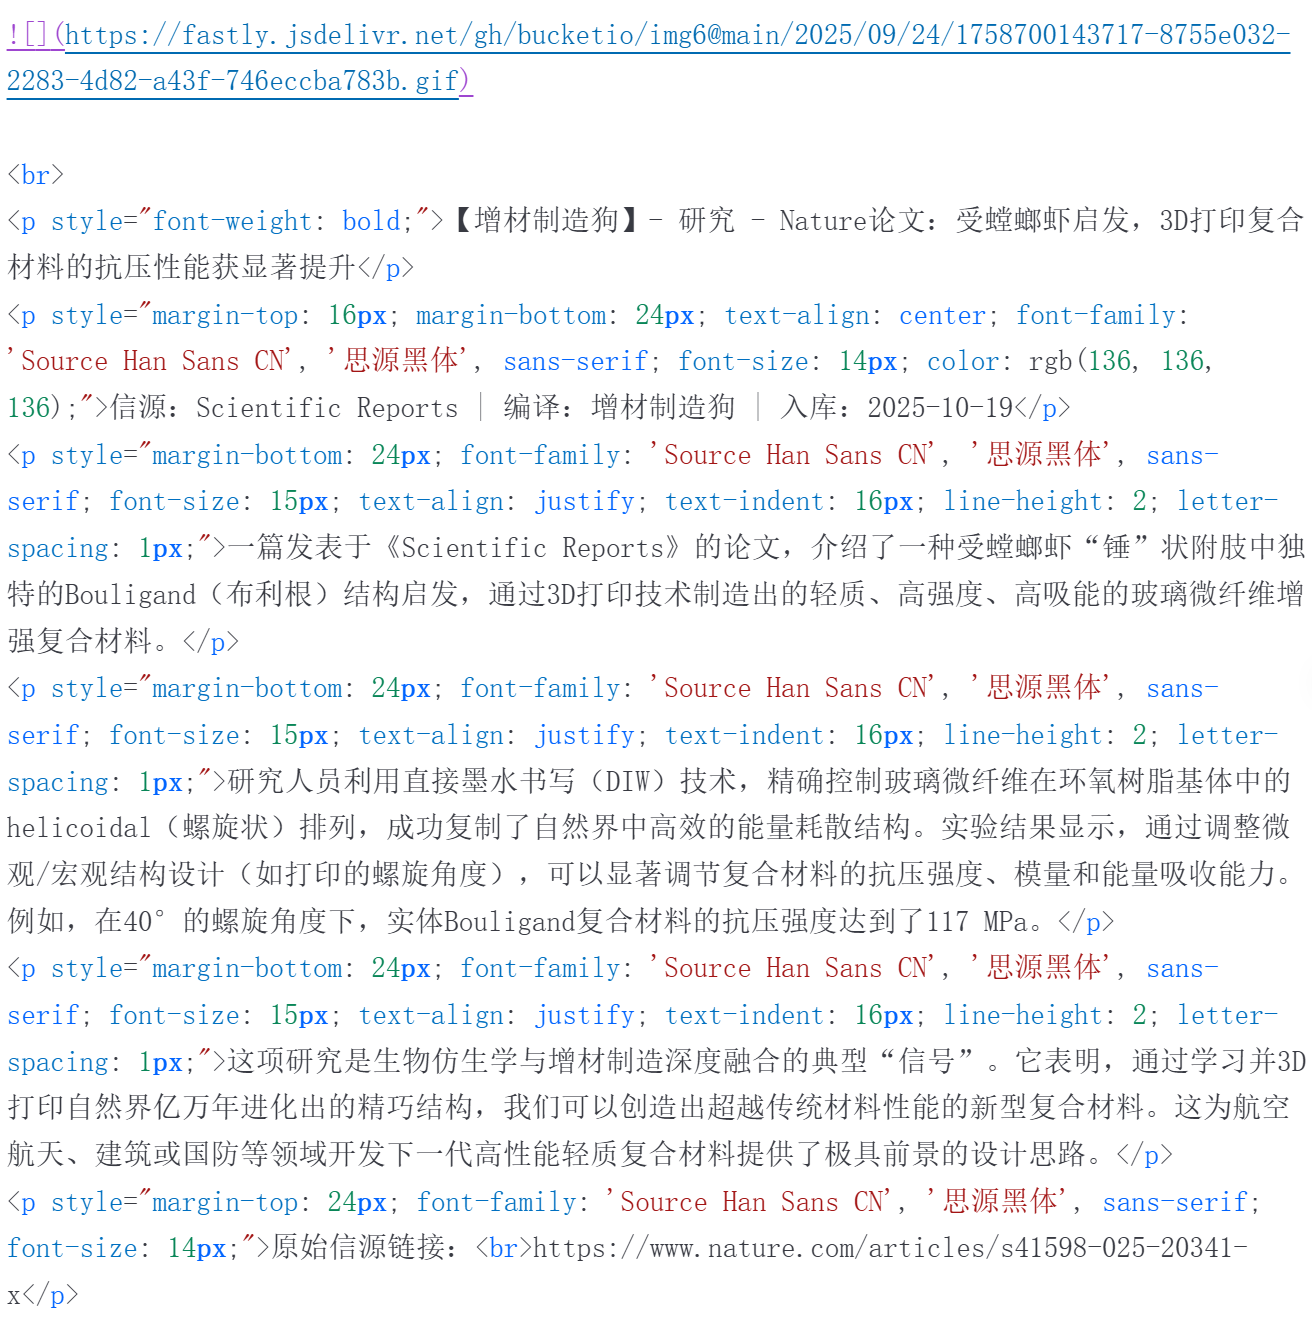 ![](https://fastly.jsdelivr.net/gh/bucketio/img6@main/2025/09/24/1758700143717-8755e032-
2283-4d82-a43f-746eccba783b.gif)
<br>
<p style="font-weight: bold;">【增材制造狗】- 研究 - Nature论文：受螳螂虾启发，3D打印复合
材料的抗压性能获显著提升</p>
<p style="margin-top: 16px; margin-bottom: 24px; text-align: center; font-family:
'Source Han Sans CN', '思源黑体', sans-serif; font-size: 14px; color: rgb(136, 136,
136);">信源：Scientific Reports | 编译：增材制造狗 | 入库：2025-10-19</p>
<p style="margin-bottom: 24px; font-family: 'Source Han Sans CN', '思源黑体', sans-
serif; font-size: 15px; text-align: justify; text-indent: 16px; line-height: 2; letter-
spacing: 1px;">一篇发表于《Scientific Reports》的论文，介绍了一种受螳螂虾“锤”状附肢中独
特的Bouligand（布利根）结构启发，通过3D打印技术制造出的轻质、高强度、高吸能的玻璃微纤维增
强复合材料。</p>
<p style="margin-bottom: 24px; font-family: 'Source Han Sans CN', '思源黑体', sans-
serif; font-size: 15px; text-align: justify; text-indent: 16px; line-height: 2; letter-
spacing: 1px;">研究人员利用直接墨水书写（DIW）技术，精确控制玻璃微纤维在环氧树脂基体中的
helicoidal（螺旋状）排列，成功复制了自然界中高效的能量耗散结构。实验结果显示，通过调整微
观/宏观结构设计（如打印的螺旋角度），可以显著调节复合材料的抗压强度、模量和能量吸收能力。
例如，在40°的螺旋角度下，实体Bouligand复合材料的抗压强度达到了117 MPa。</p>
<p style="margin-bottom: 24px; font-family: 'Source Han Sans CN', '思源黑体', sans-
serif; font-size: 15px; text-align: justify; text-indent: 16px; line-height: 2; letter-
spacing: 1px;">这项研究是生物仿生学与增材制造深度融合的典型“信号”。它表明，通过学习并3D
打印自然界亿万年进化出的精巧结构，我们可以创造出超越传统材料性能的新型复合材料。这为航空
航天、建筑或国防等领域开发下一代高性能轻质复合材料提供了极具前景的设计思路。</p>
<p style="margin-top: 24px; font-family: 'Source Han Sans CN', '思源黑体', sans-serif;
font-size: 14px;">原始信源链接：<br>https://www.nature.com/articles/s41598-025-20341-
x</p>